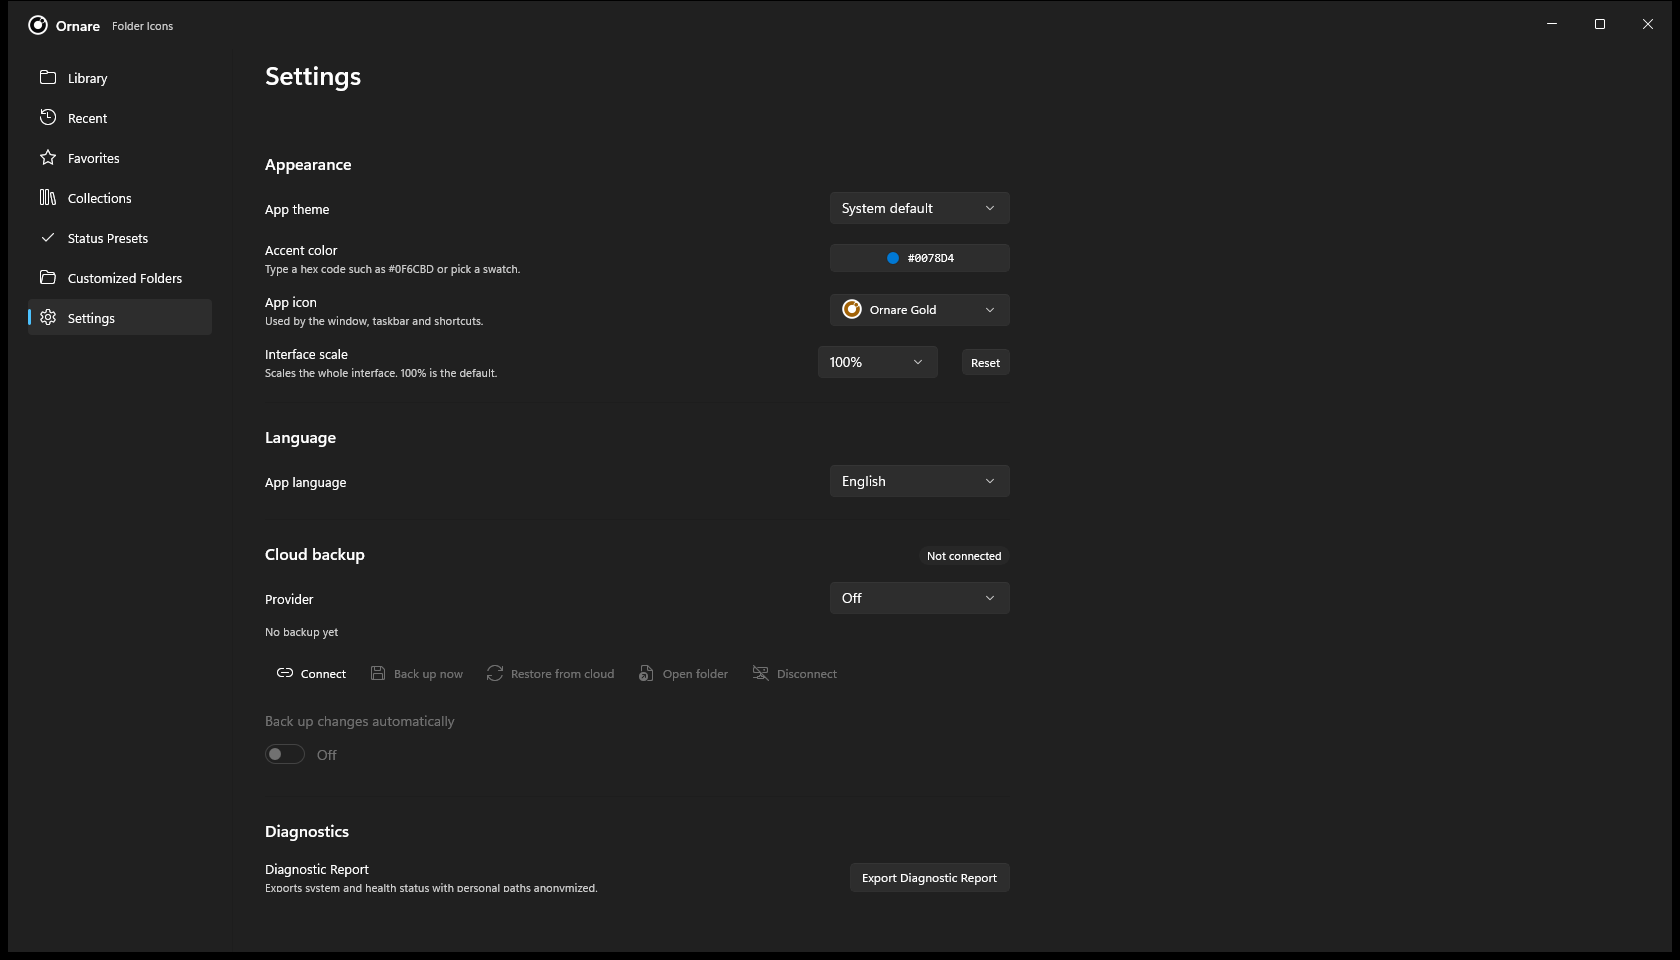 Ornare Folder Icons
Library
Recent
Favorites
Collections
Status Presets
Customized Folders
Settings
Settings
Appearance
App theme
System default
Accent color
Type a hex code such as #0F6CBD or pick a swatch.
#0078D4
App icon
Used by the window, taskbar and shortcuts.
Ornare Gold
Interface scale
Scales the whole interface. 100% is the default.
100%
Reset
Language
App language
English
Cloud backup
Not connected
Provider
Off
No backup yet
Connect Back up now Restore from cloud Open folder Disconnect
Back up changes automatically
Off
Diagnostics
Diagnostic Report
Exports system and health status with personal paths anonymized.
Export Diagnostic Report